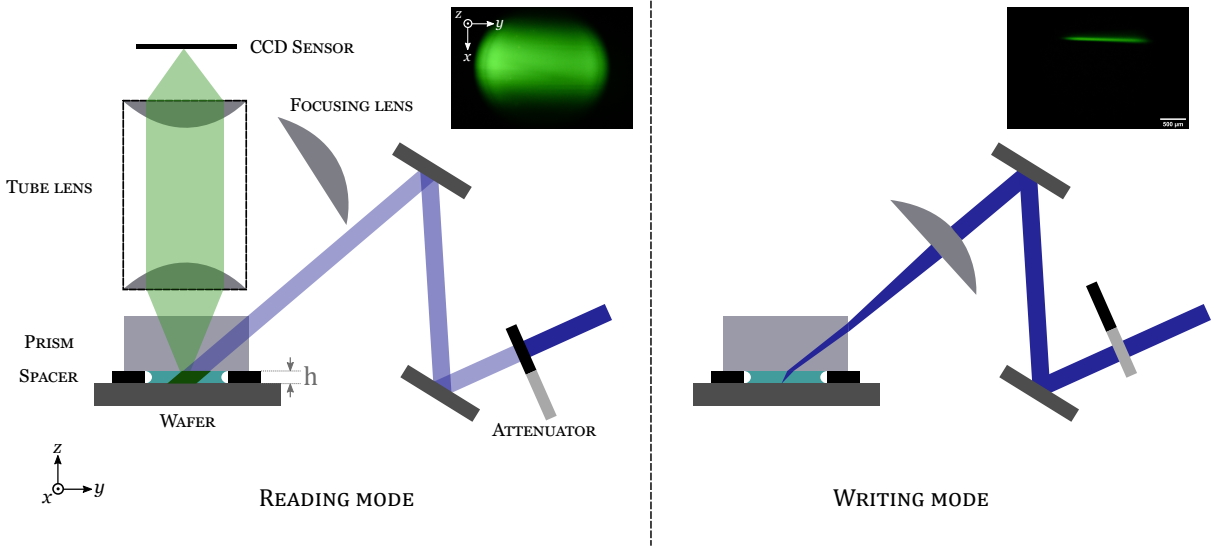 CCD Sensor
z
y
x
Focusing lens
Tube lens
Prism
Spacer
h
Wafer
Attenuator
z
x
y
Reading mode
500 µm
Writing mode